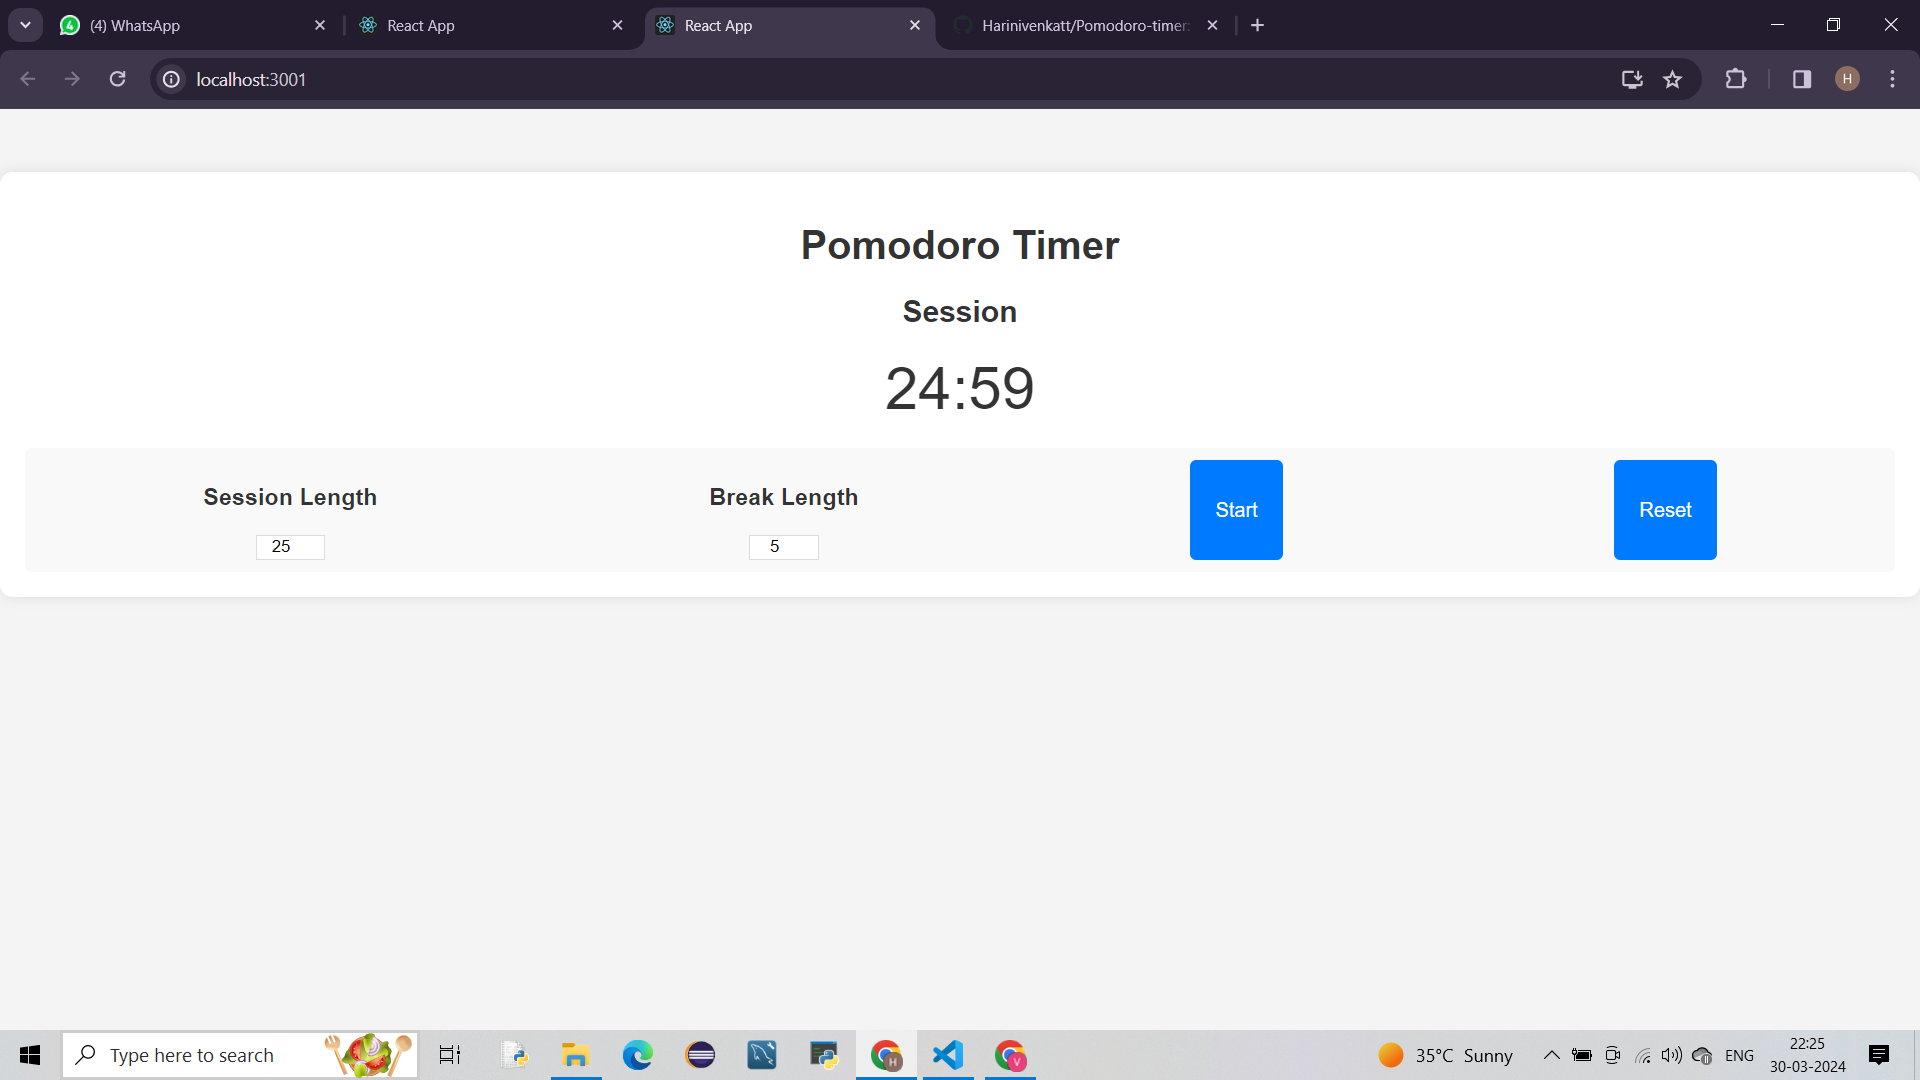 (4) WhatsApp
React App
React App
Harinivenkatt/Pomodoro-timer:
localhost:3001
H
Pomodoro Timer
Session
24:59
Session Length
25
Break Length
5
Start
Reset
Type here to search
H
V
35°C Sunny
ENG
22:25
30-03-2024